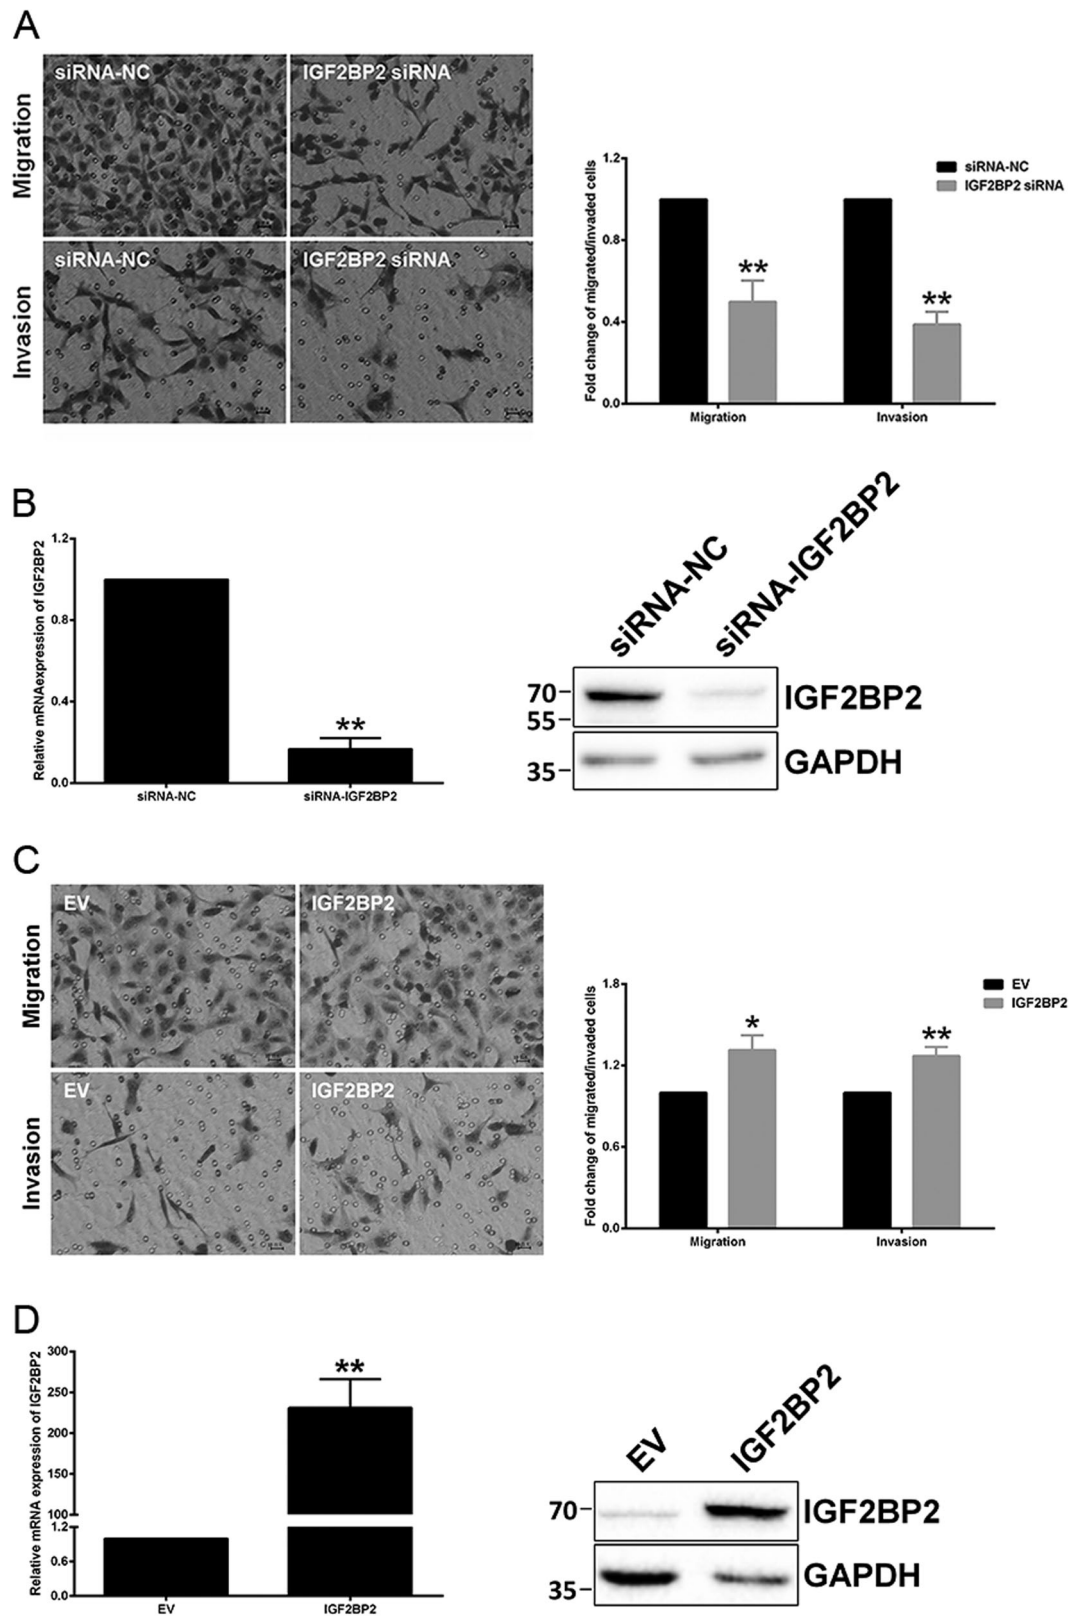 A
Migration
siRNA-NC
IGF2BP2 siRNA
Invasion
siRNA-NC
IGF2BP2 siRNA
Fold change of migrated/invaded cells
1.2
0.8
0.4
0.0
**
**
Migration
Invasion
siRNA-NC
IGF2BP2 siRNA
B
Relative mRNAexpression of IGF2BP2
1.2
0.8
0.4
0.0
**
siRNA-NC
siRNA-IGF2BP2
siRNA-NC
siRNA-IGF2BP2
70
55
IGF2BP2
35
GAPDH
C
Migration
EV
IGF2BP2
Invasion
EV
IGF2BP2
Fold change of migrated/invaded cells
1.8
1.2
0.6
0.0
*
**
Migration
Invasion
EV
IGF2BP2
D
Relative mRNA expression of IGF2BP2
300
250
200
150
100
1.2
0.6
0.0
**
EV
IGF2BP2
EV
IGF2BP2
70
IGF2BP2
35
GAPDH